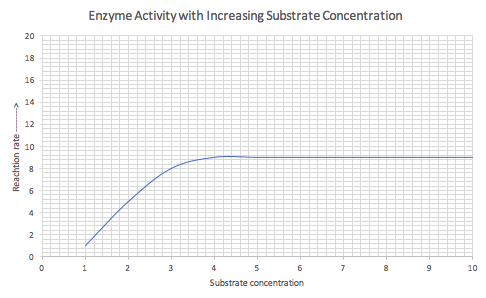 Enzyme Activity with Increasing Substrate Concentration
20
18
16
14
12
10
8
6
4
2
0
Reachtion rate -------->
0 1 2 3 4 5 6 7 8 9 10
Substrate concentration